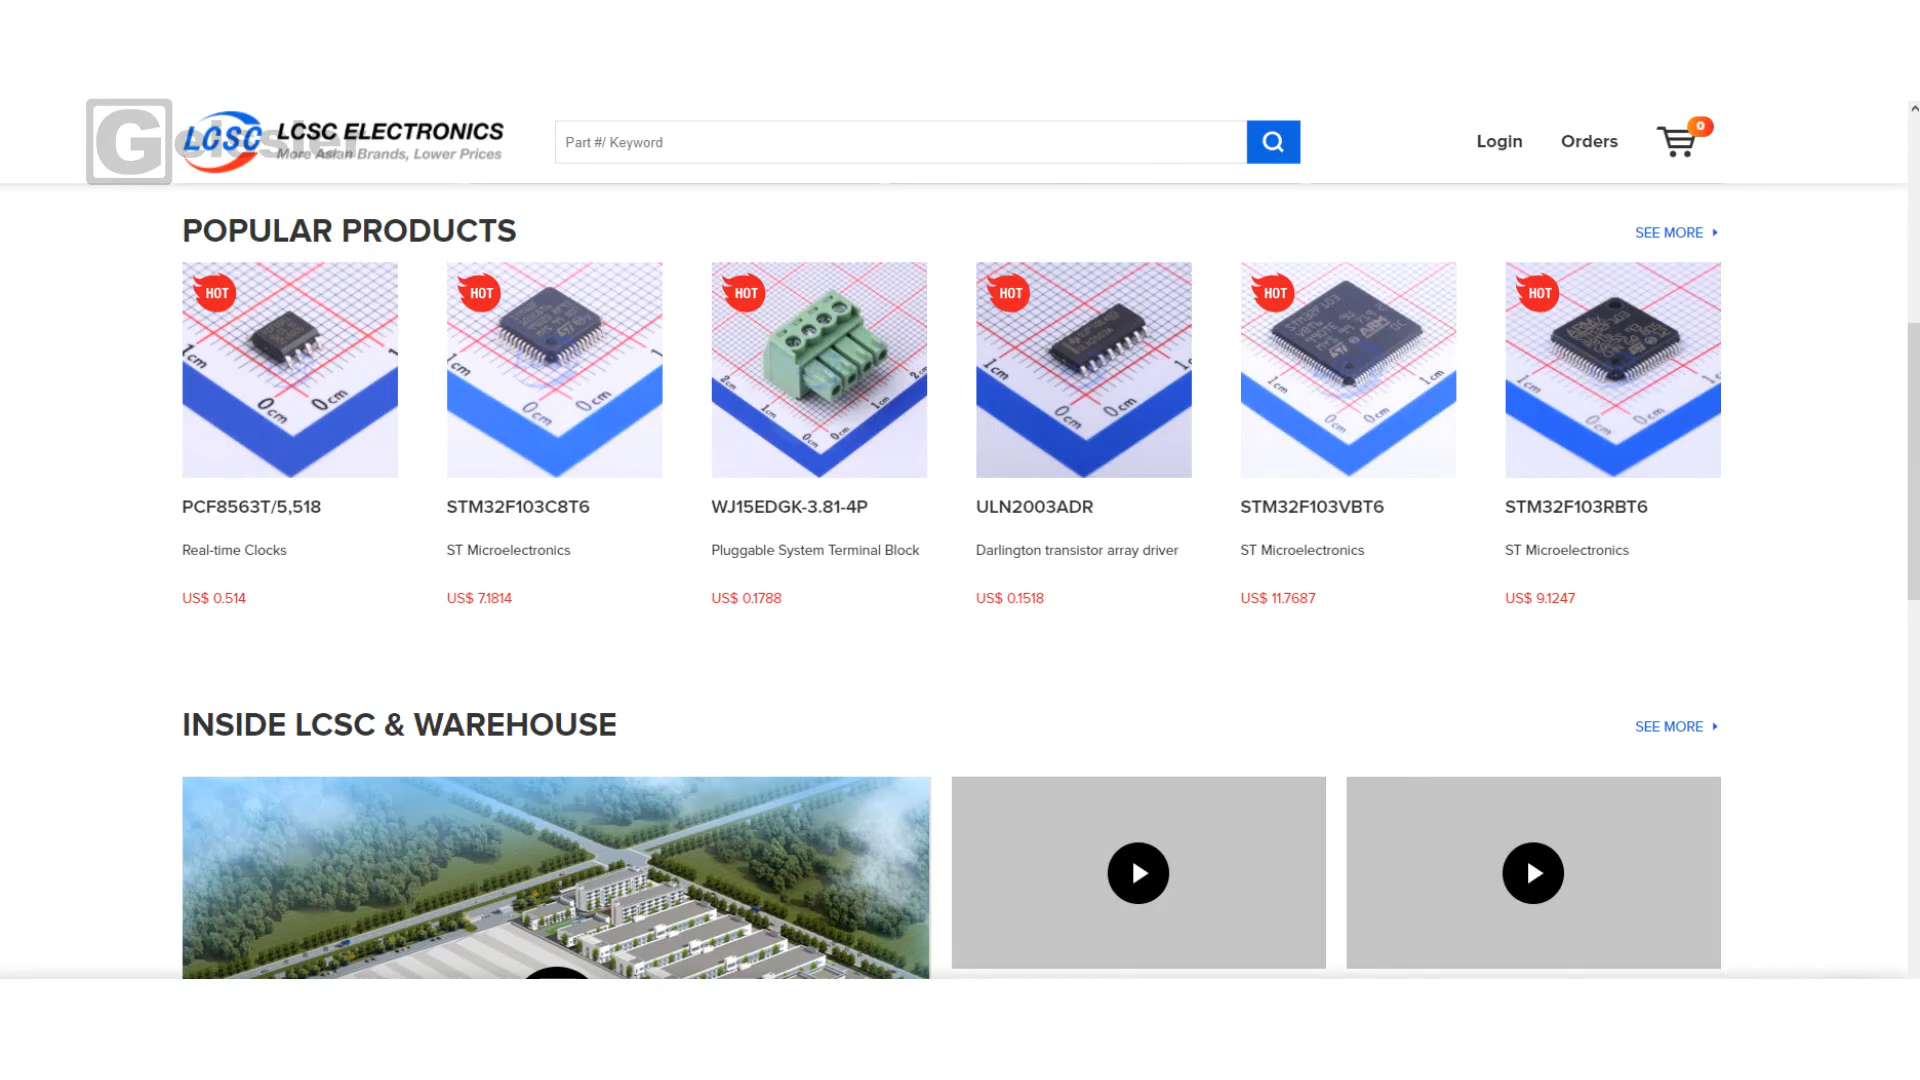 LCSC LCSC ELECTRONICS
More Asian Brands, Lower Prices
Part #/ Keyword
Login
Orders
0
POPULAR PRODUCTS
SEE MORE
HOT
HOT
HOT
HOT
HOT
HOT
PCF8563T/5,518
Real-time Clocks
US$ 0.514
STM32F103C8T6
ST Microelectronics
US$ 7.1814
WJ15EDGK-3.81-4P
Pluggable System Terminal Block
US$ 0.1788
ULN2003ADR
Darlington transistor array driver
US$ 0.1518
STM32F103VBT6
ST Microelectronics
US$ 11.7687
STM32F103RBT6
ST Microelectronics
US$ 9.1247
INSIDE LCSC & WAREHOUSE
SEE MORE